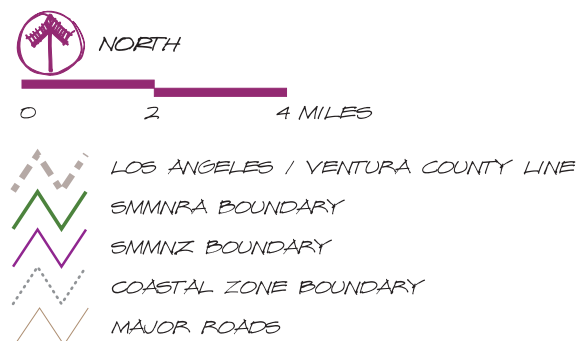 NORTH
0 2 4 MILES
LOS ANGELES / VENTURA COUNTY LINE
SMMNRA BOUNDARY
SMMNZ BOUNDARY
COASTAL ZONE BOUNDARY
MAJOR ROADS